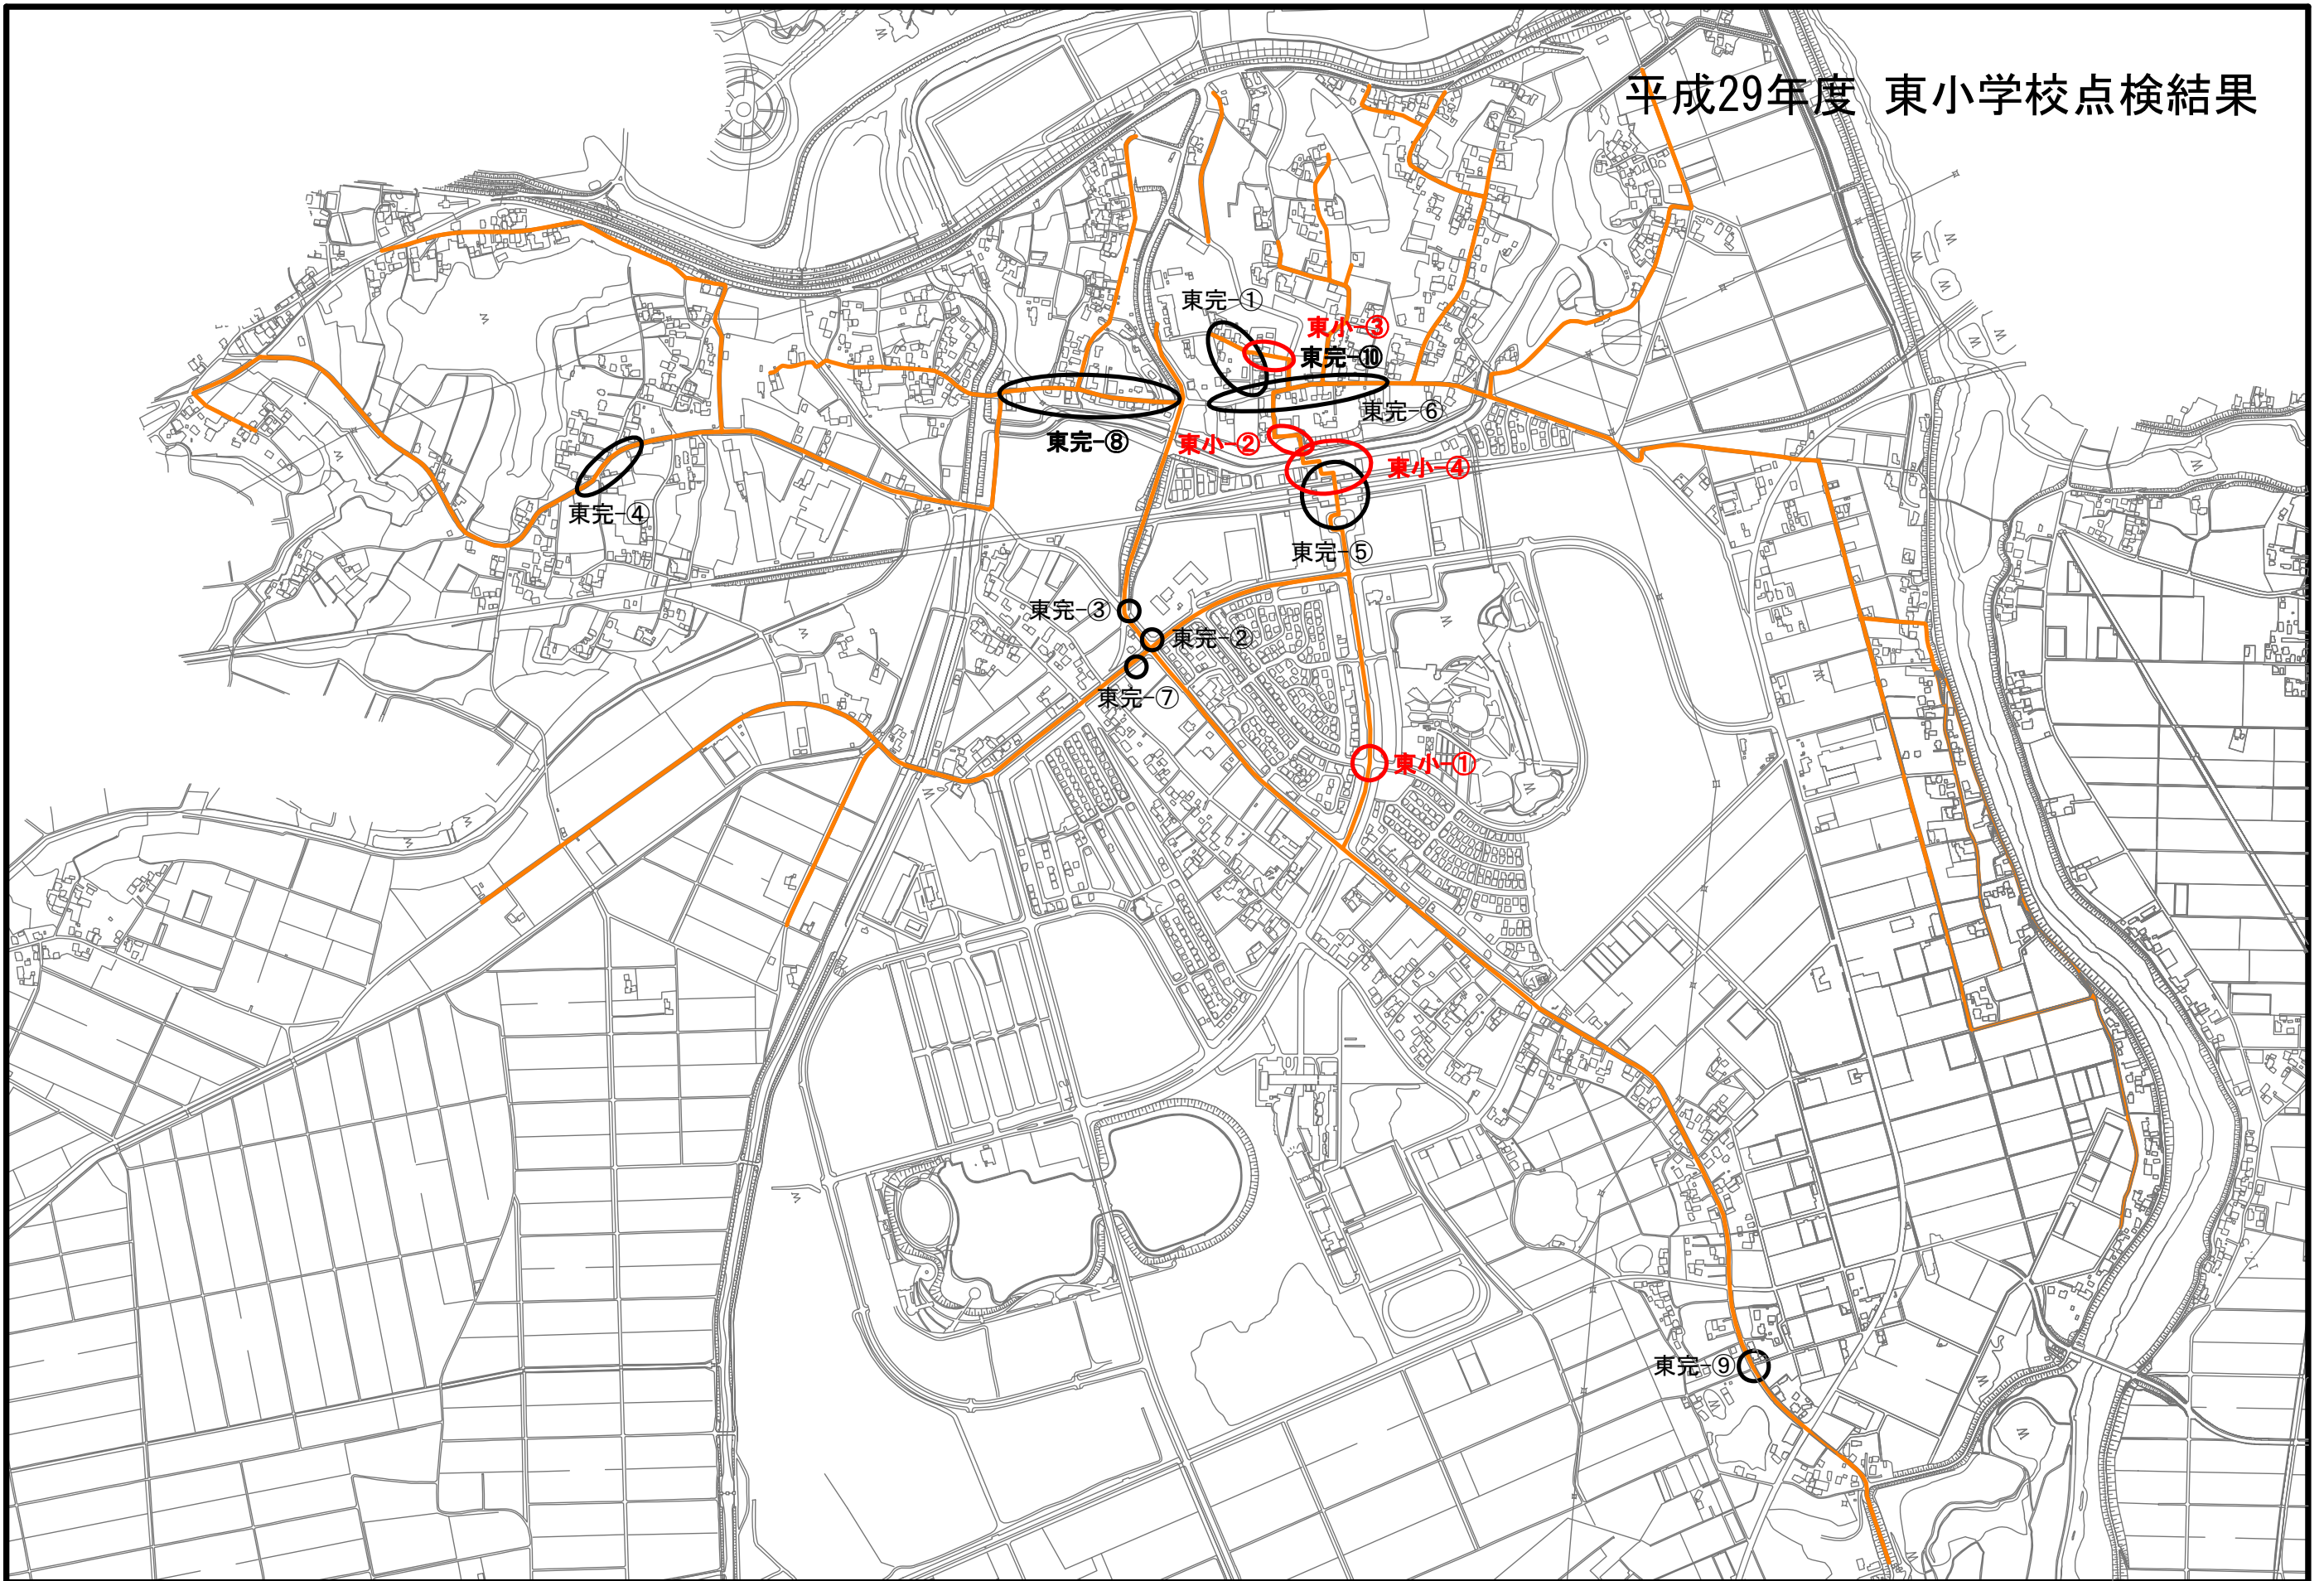 平成29年度 東小学校点検結果
東完-①
東小-③
東完-⑩
東完-⑥
東完-⑧
東小-②
東小-④
東完-④
東完-⑤
東完-③
東完-②
東完-⑦
東小-①
東完-⑨